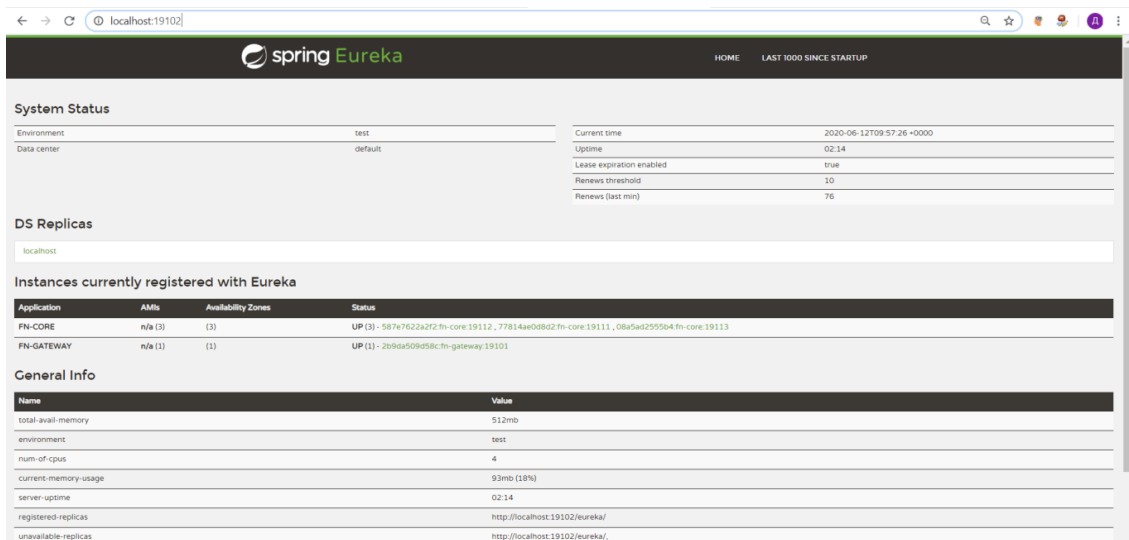 localhost:19102
Д
spring Eureka
HOME LAST 1000 SINCE STARTUP
System Status
Environment test
Data center default
Current time 2020-06-12T09:57:26 +0000
Uptime 02:14
Lease expiration enabled true
Renews threshold 10
Renews (last min) 76
DS Replicas
localhost
Instances currently registered with Eureka
Application AMIs Availability Zones Status
FN-CORE n/a (3) (3) UP (3) - 587e7622a2f2:fn-core:19112 , 77814ae0d8d2:fn-core:19111 , 08a5ad2555b4:fn-core:19113
FN-GATEWAY n/a (1) (1) UP (1) - 2b9da509d58c:fn-gateway:19101
General Info
Name Value
total-avail-memory 512mb
environment test
num-of-cpus 4
current-memory-usage 93mb (18%)
server-uptime 02:14
registered-replicas http://localhost:19102/eureka/
unavailable-replicas http://localhost:19102/eureka/,